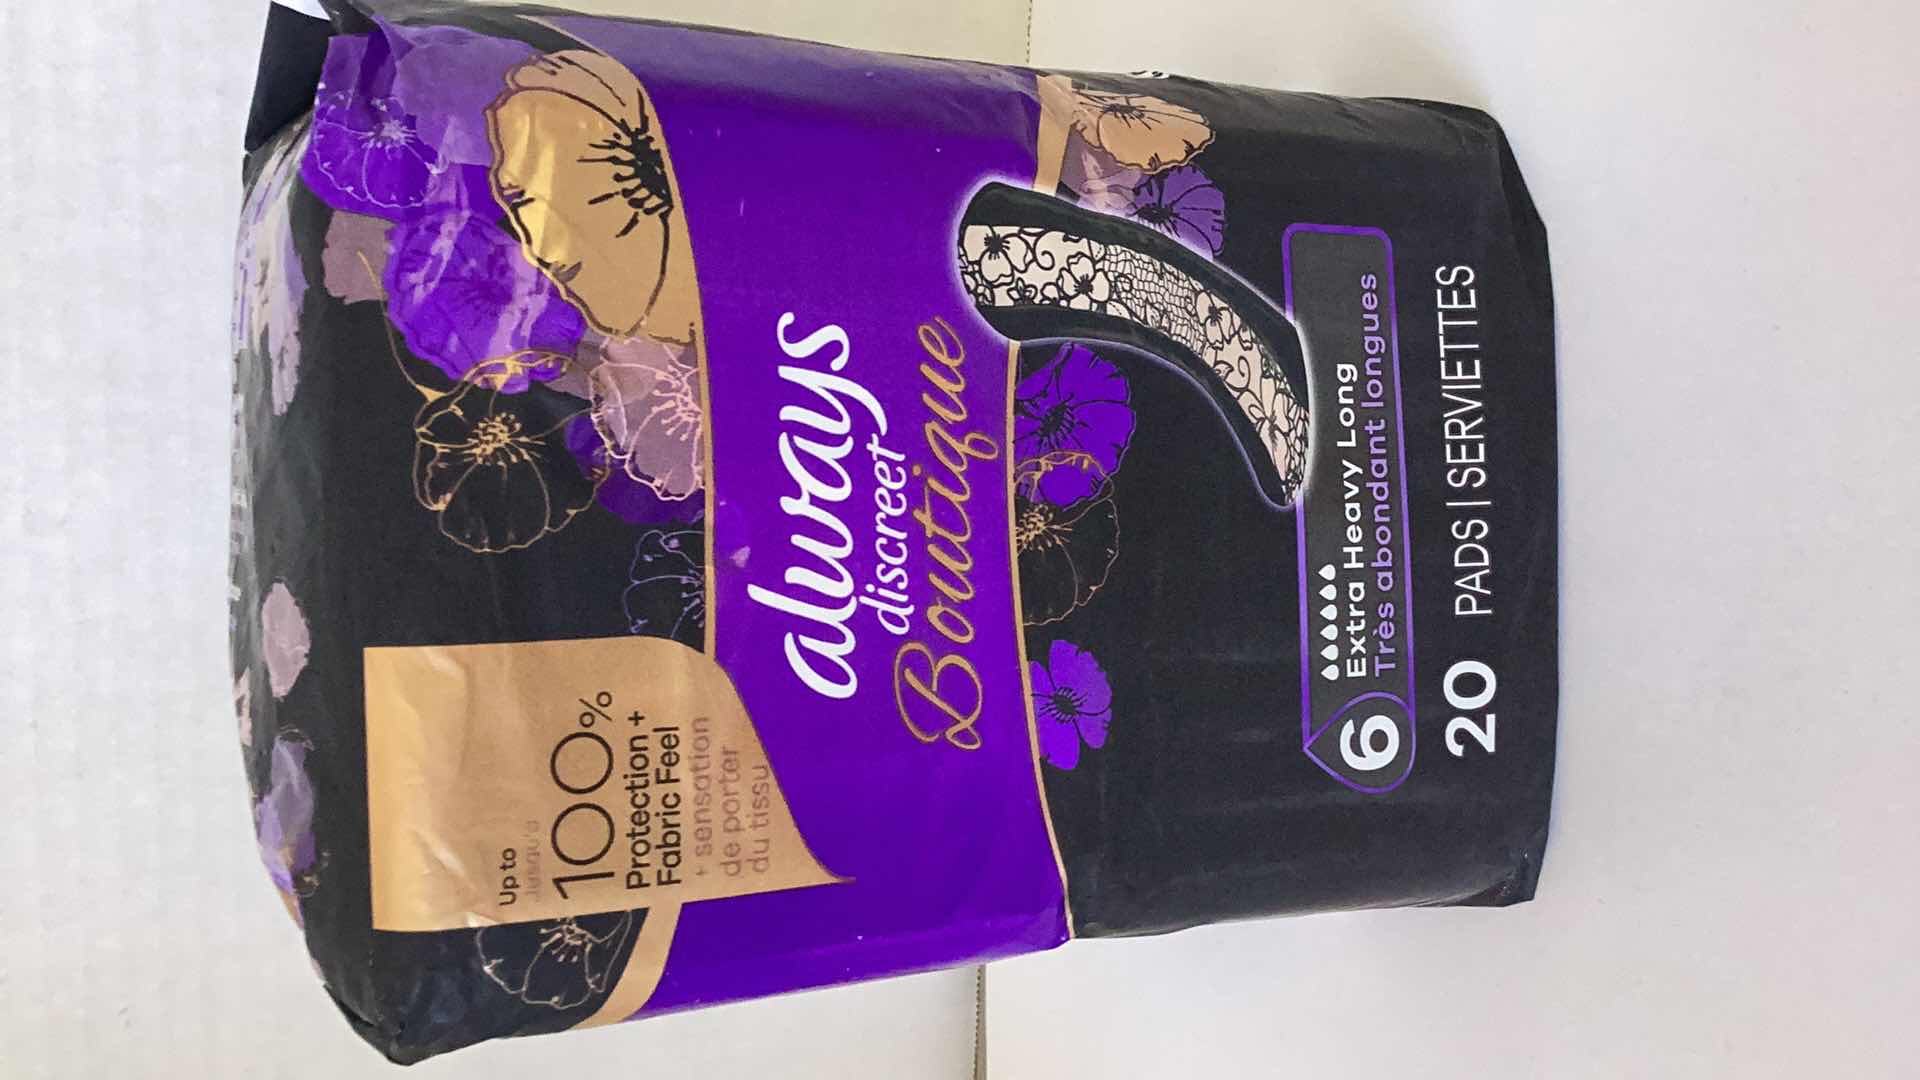 Up to
Jusqu'à
100%
Protection +
Fabric Feel
+ sensation
de porter
du tissu
always
discreet
Boutique
6
Extra Heavy Long
Très abondant longues
20 PADS | SERVIETTES